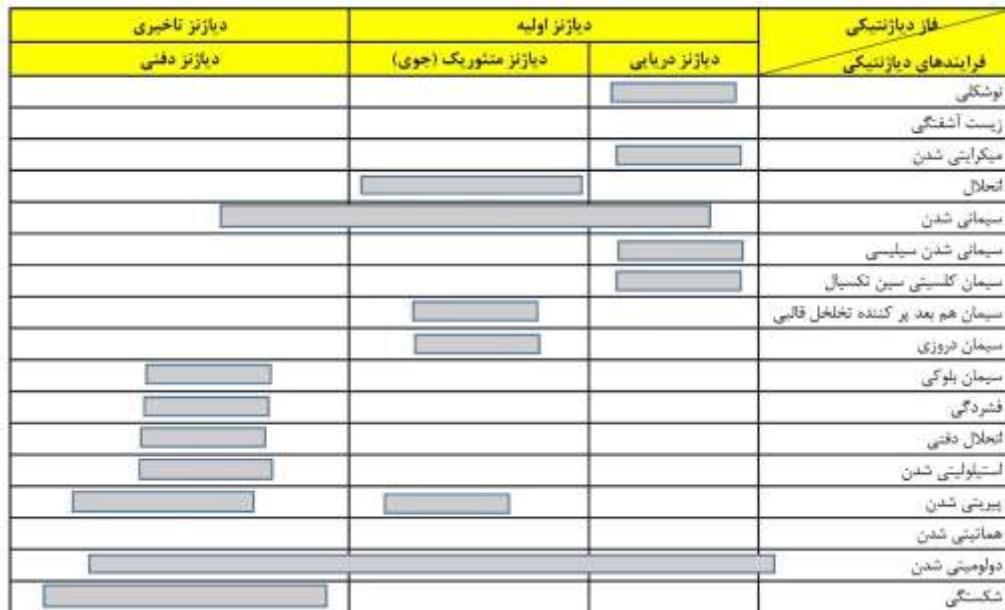 فاز دیاژنتیکی
دیاژنز اولیه
دیاژنز تاخیری
فرایندهای دیاژنتیکی
دیاژنز دریایی
دیاژنز متئوریک (جوی)
دیاژنز دفنی
نوشکلی
زیست آشفتگی
میکرایتی شدن
انحلال
سیمانی شدن
سیمانی شدن سیلیسی
سیمان کلسیتی سین تکسیال
سیمان هم بعد پر کننده تخلخل قالبی
سیمان دروزی
سیمان بلوکی
فشردگی
انحلال دفنی
استیلولیتی شدن
پیریتی شدن
هماتیتی شدن
دولومیتی شدن
شکستگی